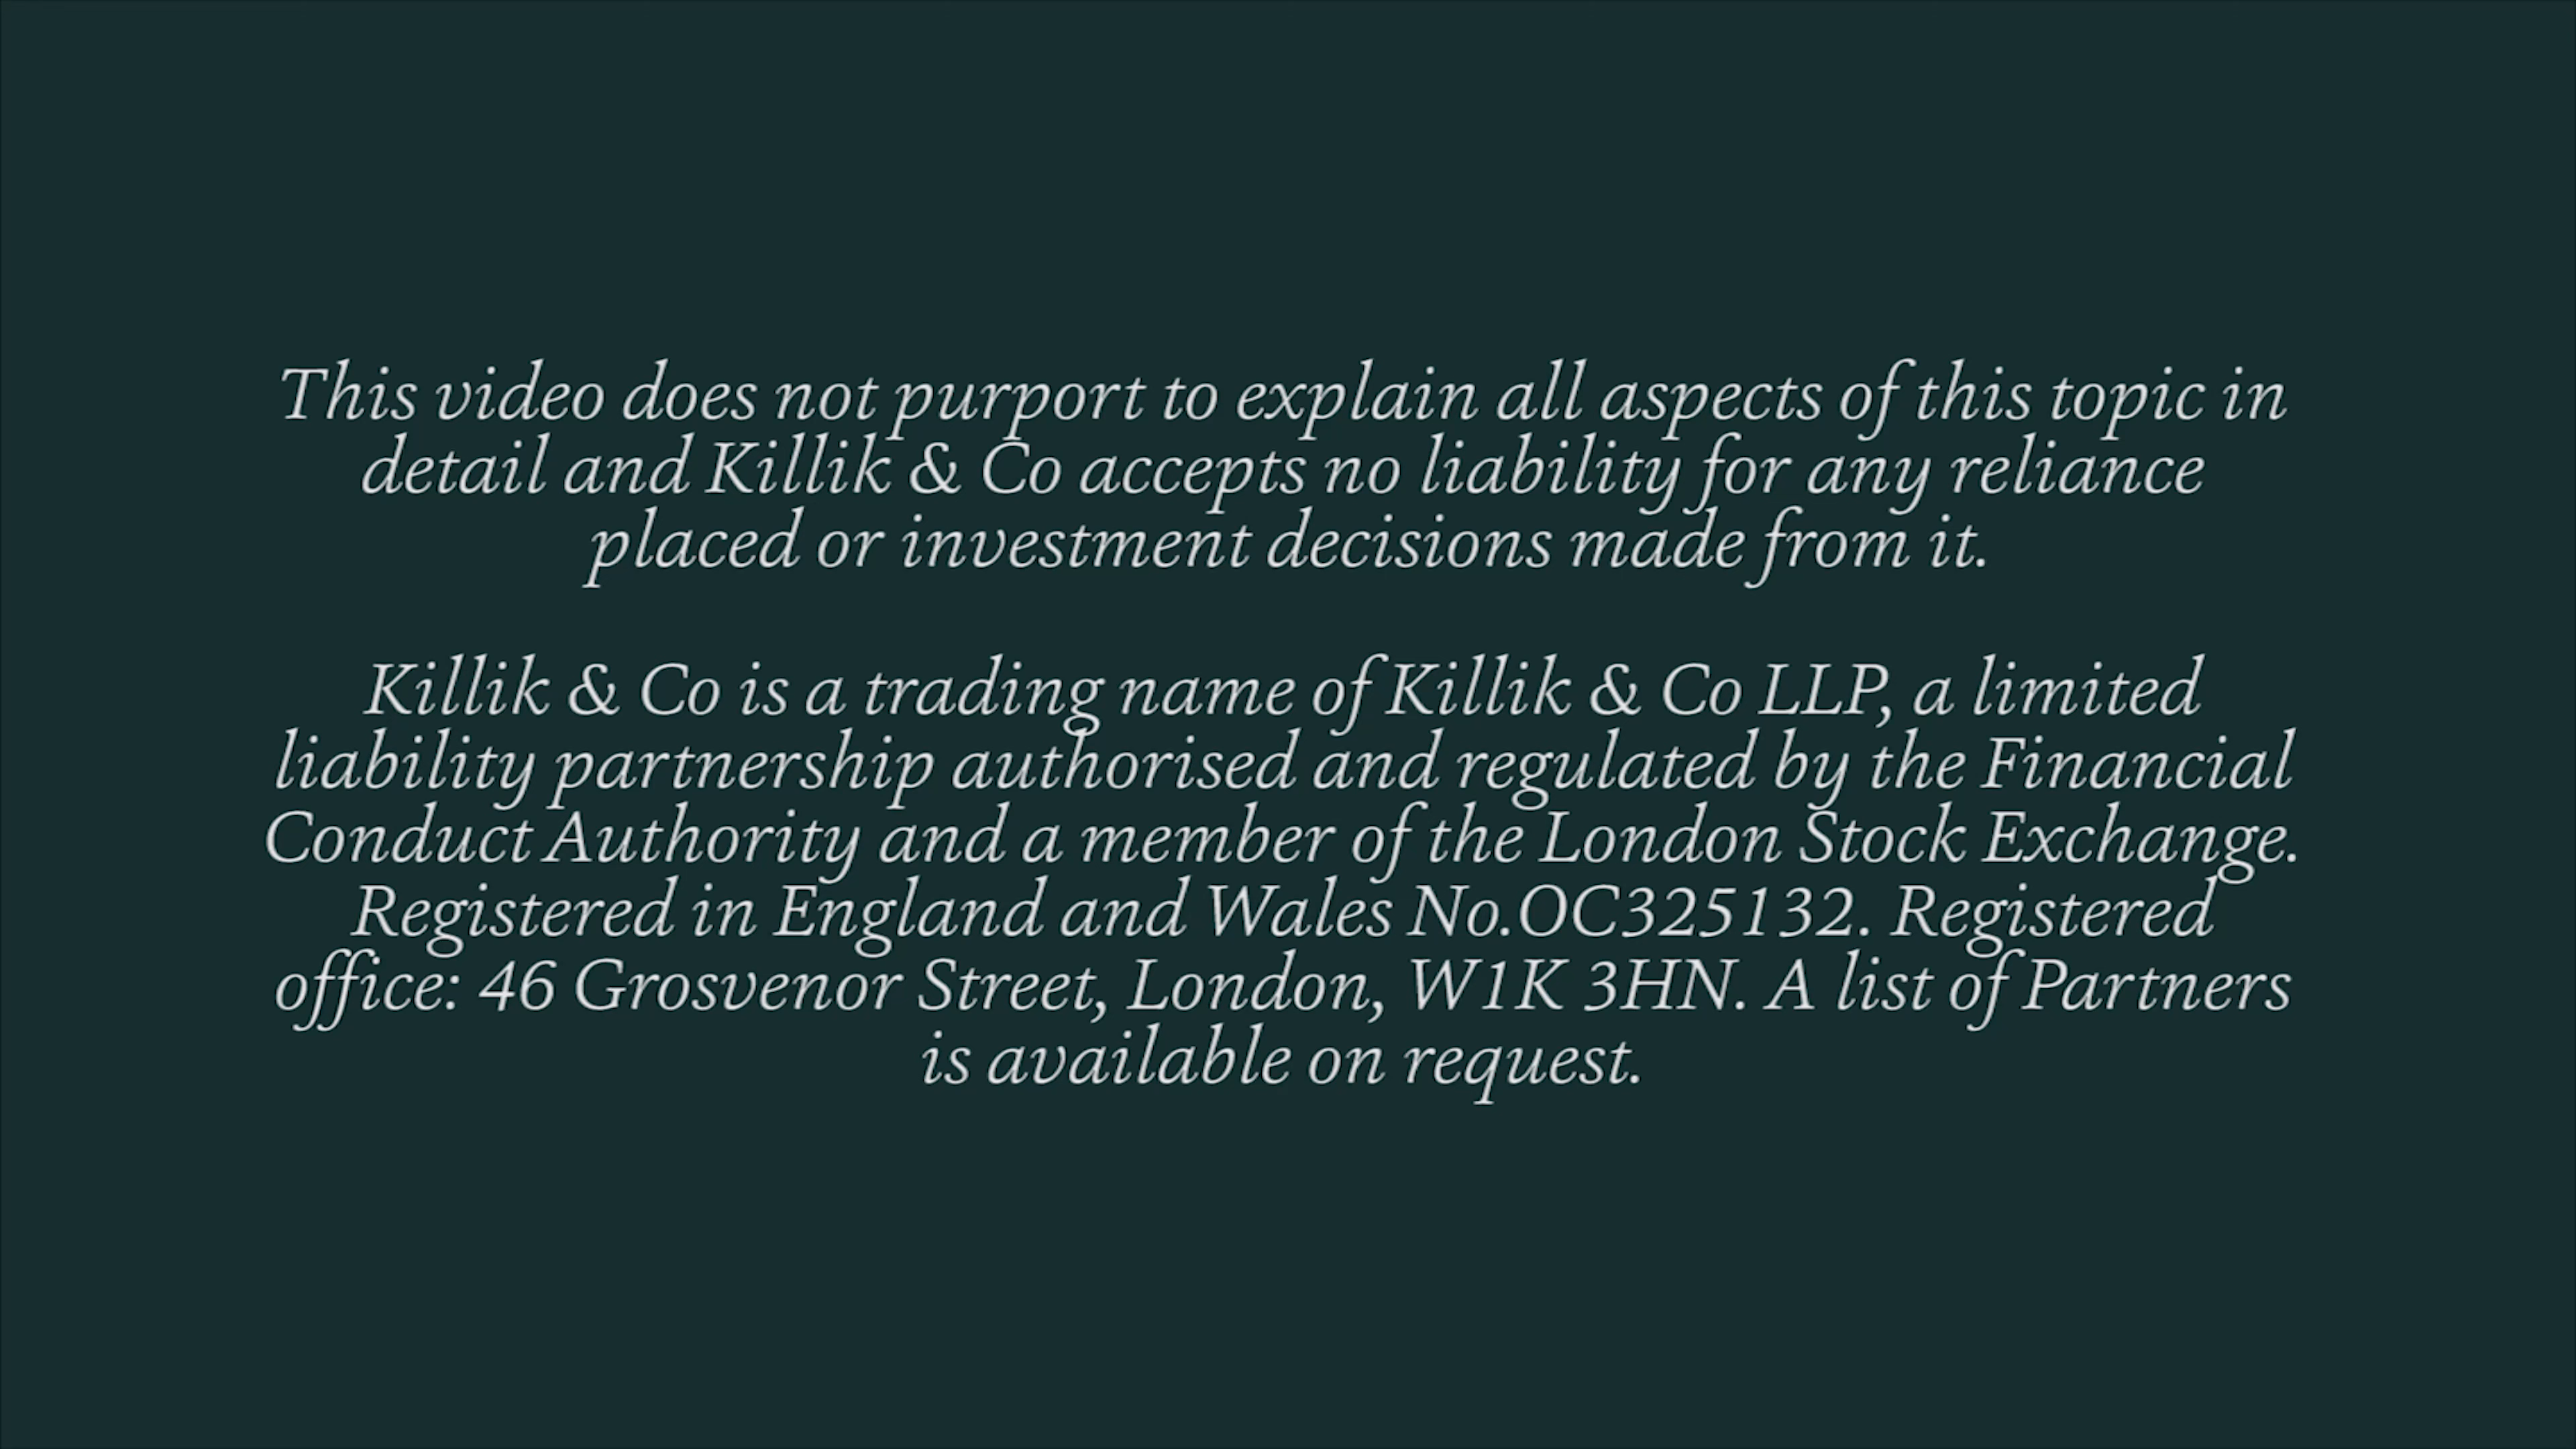 This video does not purport to explain all aspects of this topic in
detail and Killik & Co accepts no liability for any reliance
placed or investment decisions made from it.
Killik & Co is a trading name of Killik & Co LLP, a limited
liability partnership authorised and regulated by the Financial
Conduct Authority and a member of the London Stock Exchange.
Registered in England and Wales No.OC325132. Registered
office: 46 Grosvenor Street, London, W1K 3HN. A list of Partners
is available on request.